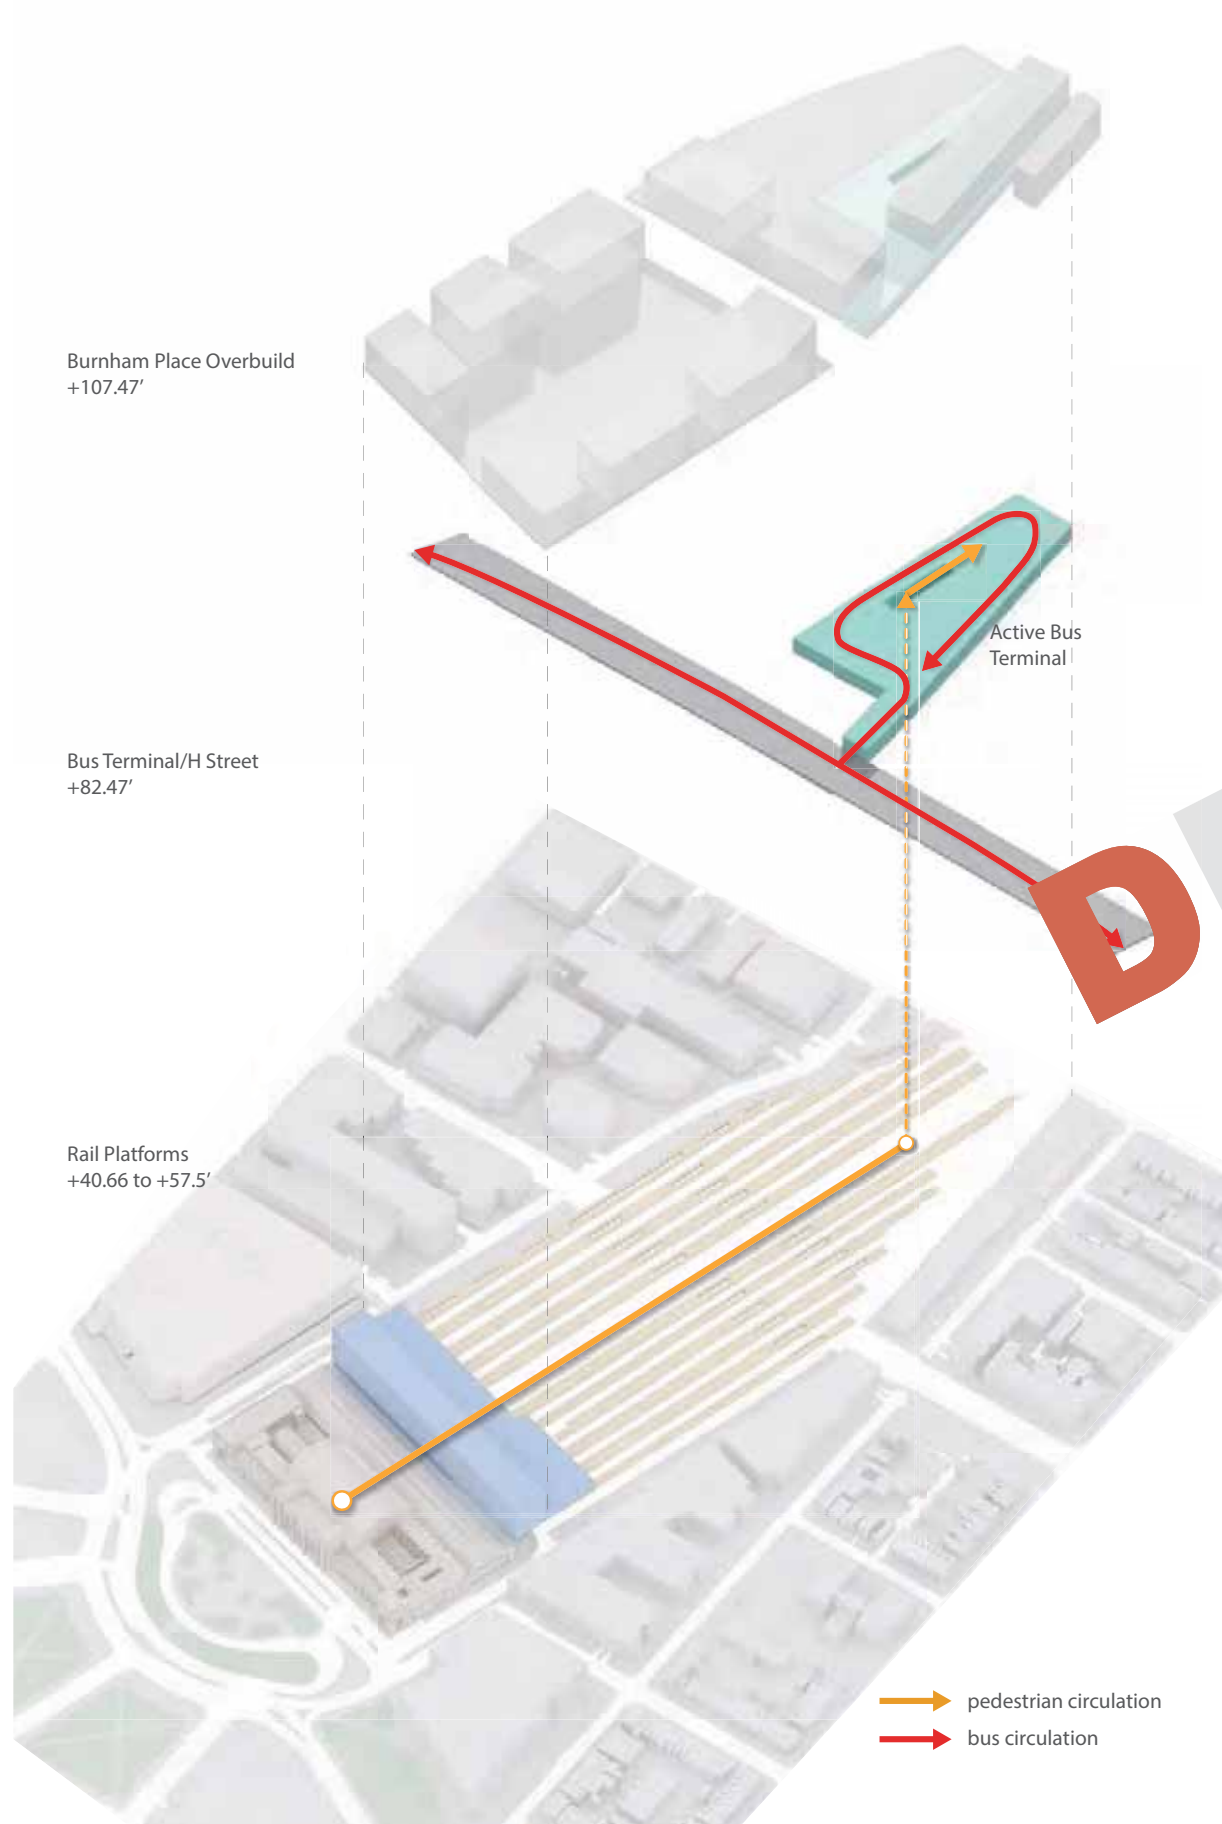 Burnham Place Overbuild
+107.47’
Active Bus
Terminal
Bus Terminal/H Street
+82.47’
D
Rail Platforms
+40.66 to +57.5’
pedestrian circulation
bus circulation